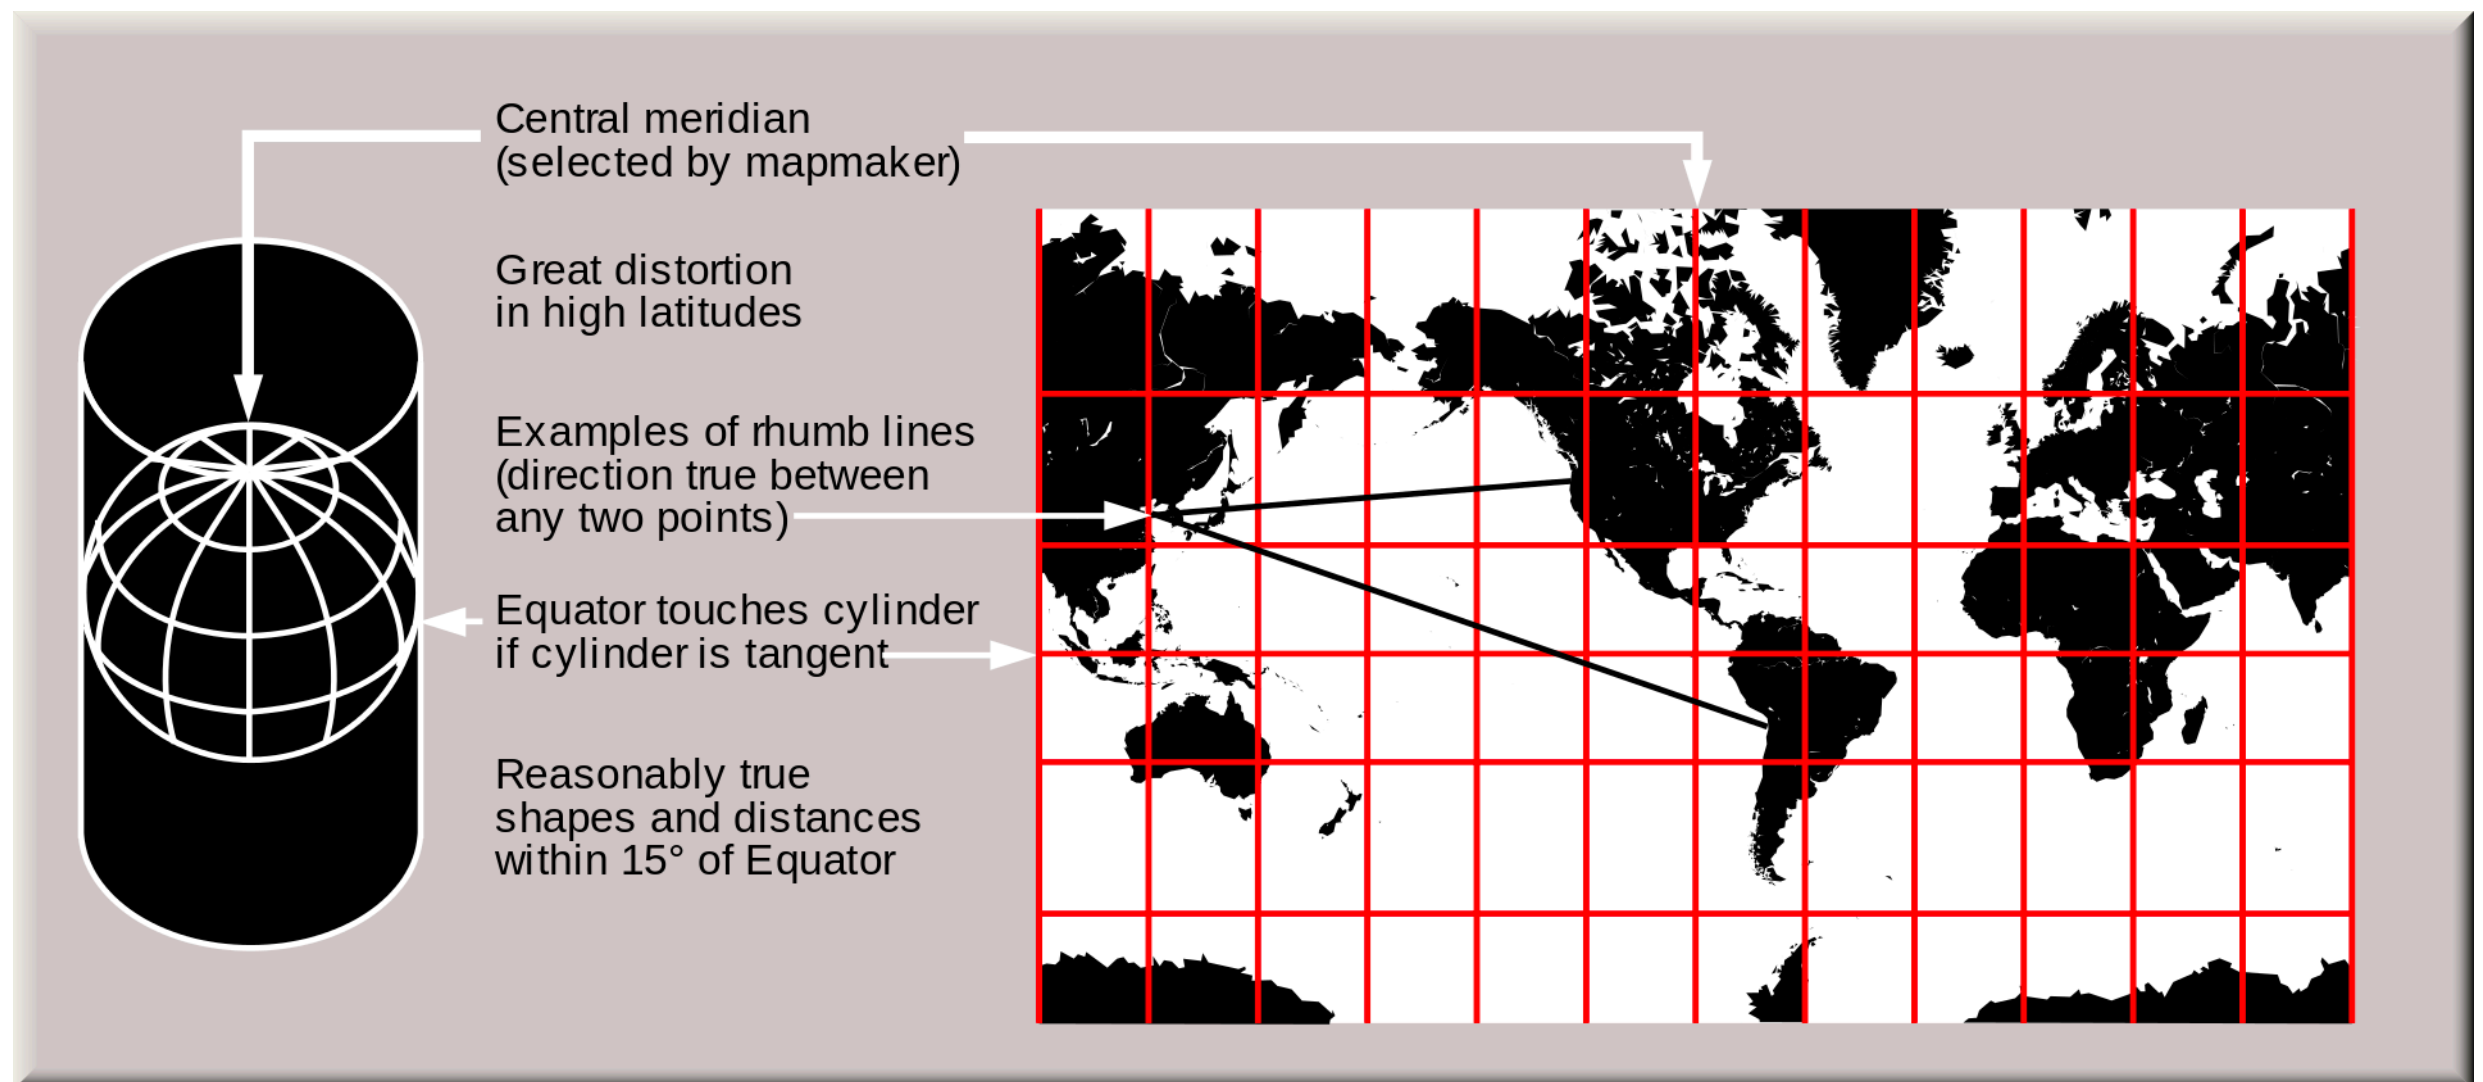 Central meridian
(selected by mapmaker)
Great distortion
in high latitudes
Examples of rhumb lines
(direction true between
any two points)
Equator touches cylinder
if cylinder is tangent
Reasonably true
shapes and distances
within 15° of Equator